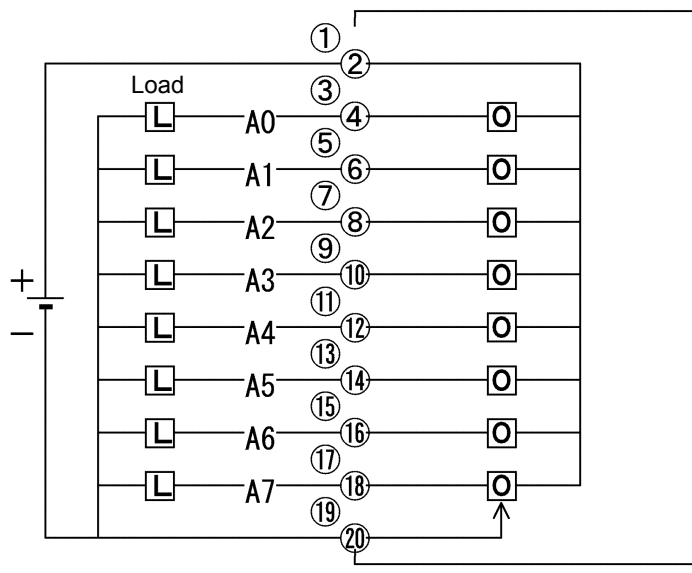 ①
②
Load
③
L A0 ④ O
⑤
L A1 ⑥ O
⑦
L A2 ⑧ O
⑨
L A3 ⑩ O
+
⑪
L A4 ⑫ O
−
⑬
L A5 ⑭ O
⑮
L A6 ⑯ O
⑰
L A7 ⑱ O
⑲
⑳